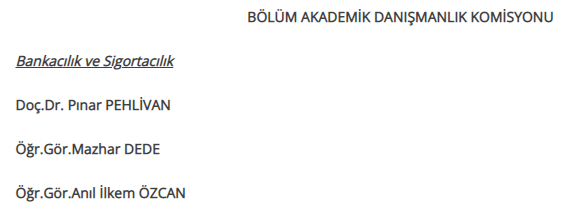 BÖLÜM AKADEMİK DANIŞMANLIK KOMİSYONU
Bankacılık ve Sigortacılık
Doç.Dr. Pınar PEHLİVAN
Öğr.Gör.Mazhar DEDE
Öğr.Gör.Anıl İlkem ÖZCAN